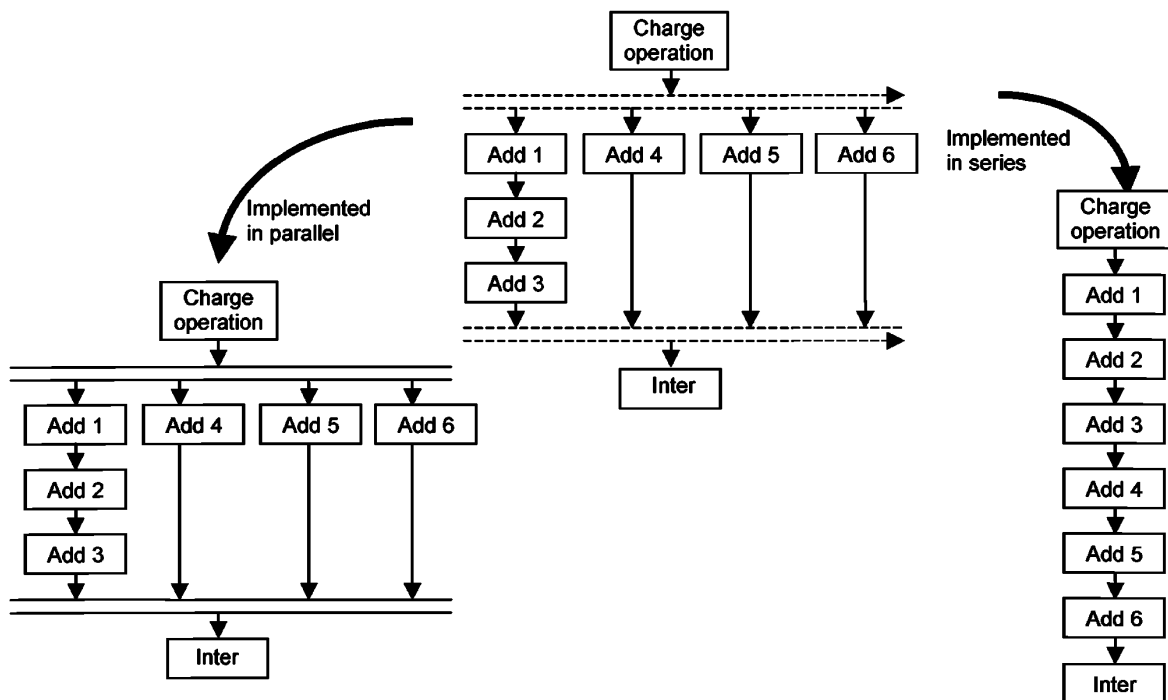 Charge
operation
Add 1
Add 4
Add 5
Add 6
Add 2
Add 3
Inter
Implemented
in parallel
Charge
operation
Add 1
Add 4
Add 5
Add 6
Add 2
Add 3
Inter
Implemented
in series
Charge
operation
Add 1
Add 2
Add 3
Add 4
Add 5
Add 6
Inter